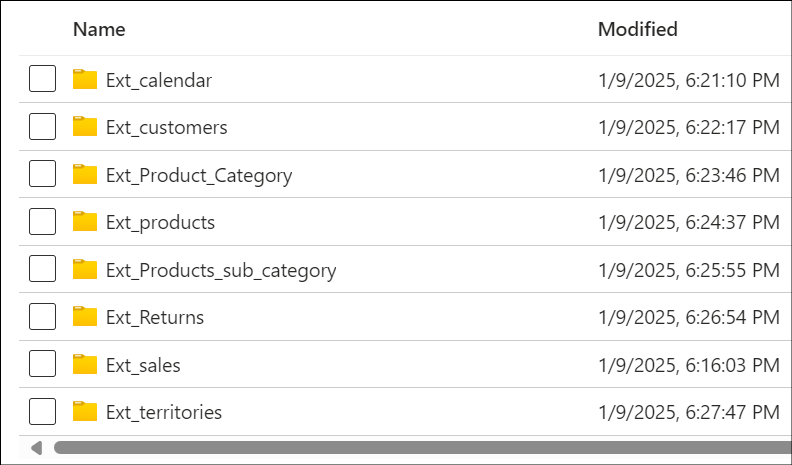 Name Modified
Ext_calendar 1/9/2025, 6:21:10 PM
Ext_customers 1/9/2025, 6:22:17 PM
Ext_Product_Category 1/9/2025, 6:23:46 PM
Ext_products 1/9/2025, 6:24:37 PM
Ext_Products_sub_category 1/9/2025, 6:25:55 PM
Ext_Returns 1/9/2025, 6:26:54 PM
Ext_sales 1/9/2025, 6:16:03 PM
Ext_territories 1/9/2025, 6:27:47 PM